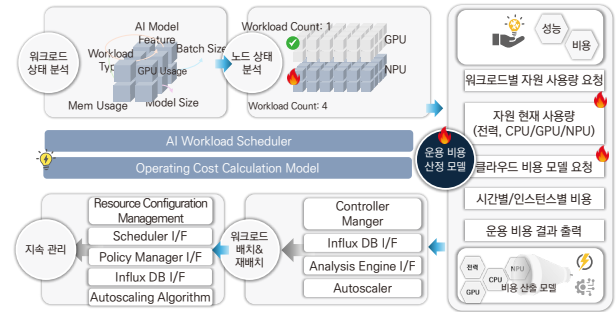 워크로드
상태 분석
AI Model
Feature
Workload
Type
Batch Size
GPU Usage
Mem Usage
Model Size
노드 상태
분석
Workload Count: 1
GPU
NPU
Workload Count: 4
성능
비용
워크로드별 자원 사용량 요청
자원 현재 사용량
(전력, CPU/GPU/NPU)
클라우드 비용 모델 요청
시간별/인스턴스별 비용
운용 비용 결과 출력
전력
GPU
CPU
NPU
비용 산출 모델
AI Workload Scheduler
Operating Cost Calculation Model
운용 비용
산정 모델
지속 관리
Resource Configuration
Management
Scheduler I/F
Policy Manager I/F
Influx DB I/F
Autoscaling Algorithm
워크로드
배치&
재배치
Controller
Manger
Influx DB I/F
Analysis Engine I/F
Autoscaler